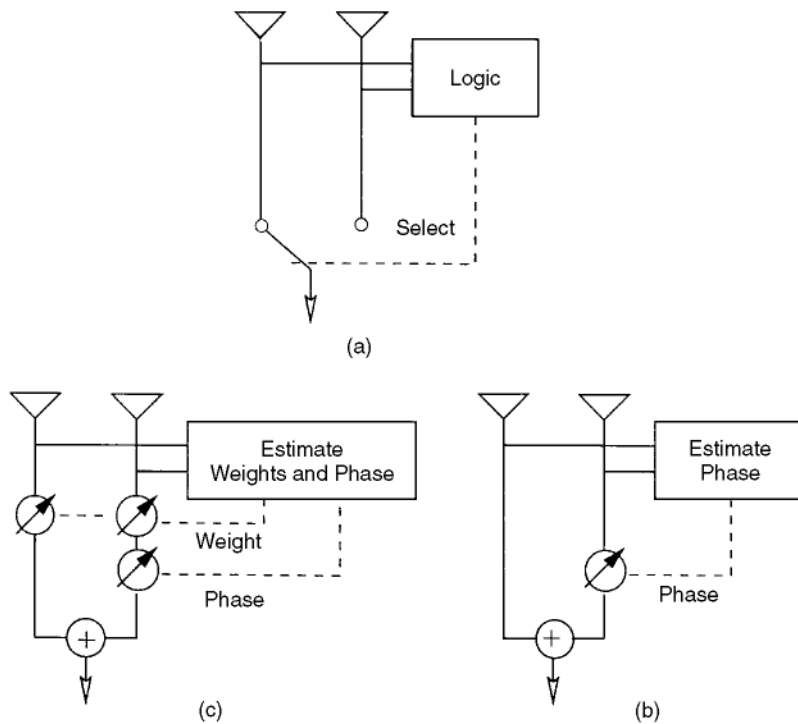 Logic
Select
(a)
Estimate
Weights and Phase
Weight
Phase
+
(c)
Estimate
Phase
Phase
+
(b)